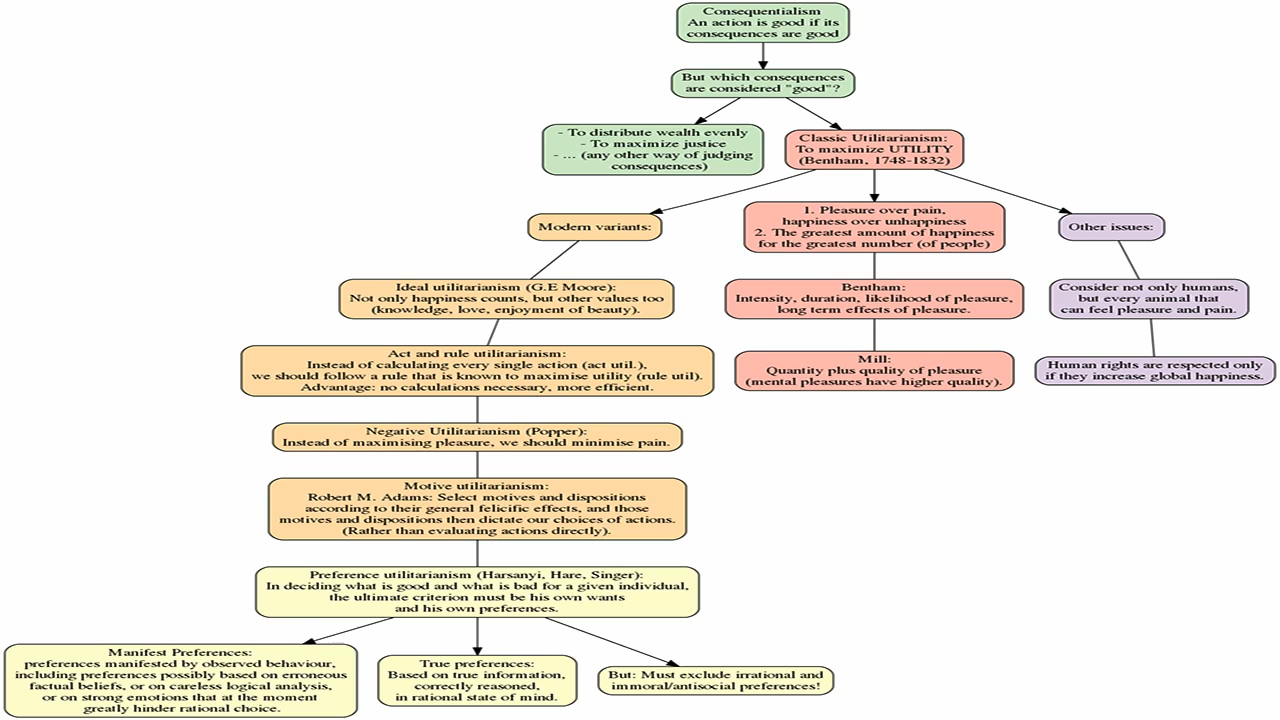 Consequentialism
An action is good if its
consequences are good
But which consequences
are considered "good"?
- To distribute wealth evenly
- To maximize justice
- ... (any other way of judging
consequences)
Classic Utilitarianism:
To maximize UTILITY
(Bentham, 1748-1832)
Modern variants:
1. Pleasure over pain,
happiness over unhappiness
2. The greatest amount of happiness
for the greatest number (of people)
Other issues:
Ideal utilitarianism (G.E Moore):
Not only happiness counts, but other values too
(knowledge, love, enjoyment of beauty).
Bentham:
Intensity, duration, likelihood of pleasure,
long term effects of pleasure.
Consider not only humans,
but every animal that
can feel pleasure and pain.
Act and rule utilitarianism:
Instead of calculating every single action (act util.),
we should follow a rule that is known to maximise utility (rule util).
Advantage: no calculations necessary, more efficient.
Mill:
Quantity plus quality of pleasure
(mental pleasures have higher quality).
Human rights are respected only
if they increase global happiness.
Negative Utilitarianism (Popper):
Instead of maximising pleasure, we should minimise pain.
Motive utilitarianism:
Robert M. Adams: Select motives and dispositions
according to their general felicific effects, and those
motives and dispositions then dictate our choices of actions.
(Rather than evaluating actions directly).
Preference utilitarianism (Harsanyi, Hare, Singer):
In deciding what is good and what is bad for a given individual,
the ultimate criterion must be his own wants
and his own preferences.
Manifest Preferences:
preferences manifested by observed behaviour,
including preferences possibly based on erroneous
factual beliefs, or on careless logical analysis,
or on strong emotions that at the moment
greatly hinder rational choice.
True preferences:
Based on true information,
correctly reasoned,
in rational state of mind.
But: Must exclude irrational and
immoral/antisocial preferences!